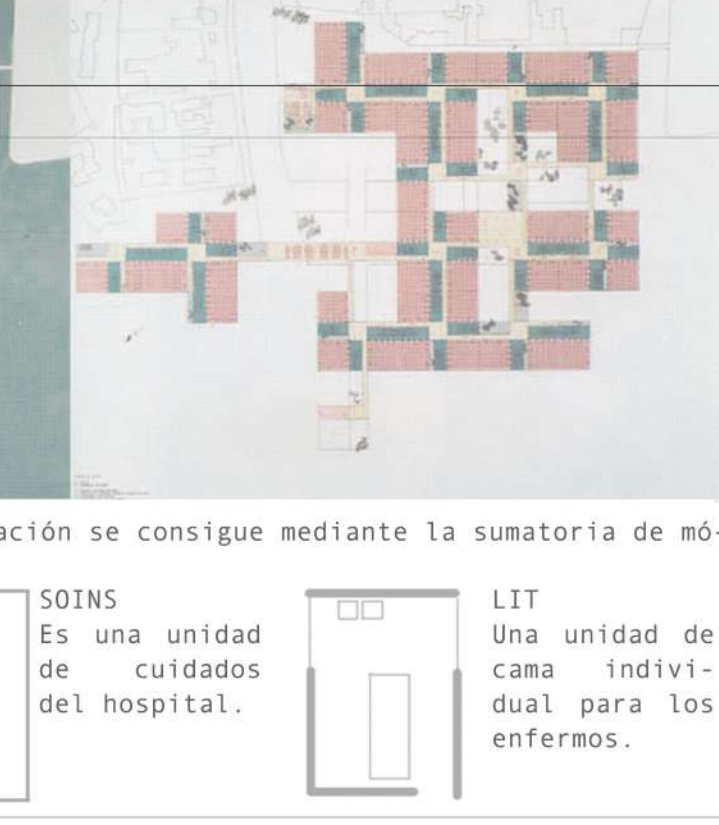 ación se consigue mediante la sumatoria de mó-
SOINS
Es una unidad
de cuidados
del hospital.
LIT
Una unidad de
cama indivi-
dual para los
enfermos.